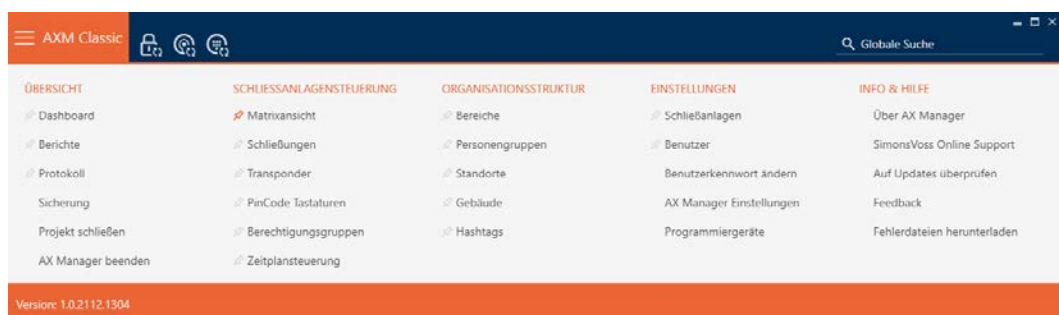 AXM Classic
Globale Suche
ÜBERSICHT
Dashboard
Berichte
Protokoll
Sicherung
Projekt schließen
AX Manager beenden
SCHLIESSANLAGENSTEUERUNG
Matrixansicht
Schließungen
Transponder
PinCode Tastaturen
Berechtigungsgruppen
Zeitplansteuerung
ORGANISATIONSSTRUKTUR
Bereiche
Personengruppen
Standorte
Gebäude
Hashtags
EINSTELLUNGEN
Schließanlagen
Benutzer
Benutzerkennwort ändern
AX Manager Einstellungen
Programmiergeräte
INFO & HILFE
Über AX Manager
SimonsVoss Online Support
Auf Updates überprüfen
Feedback
Fehlerdateien herunterladen
Version: 1.0.2112.1304